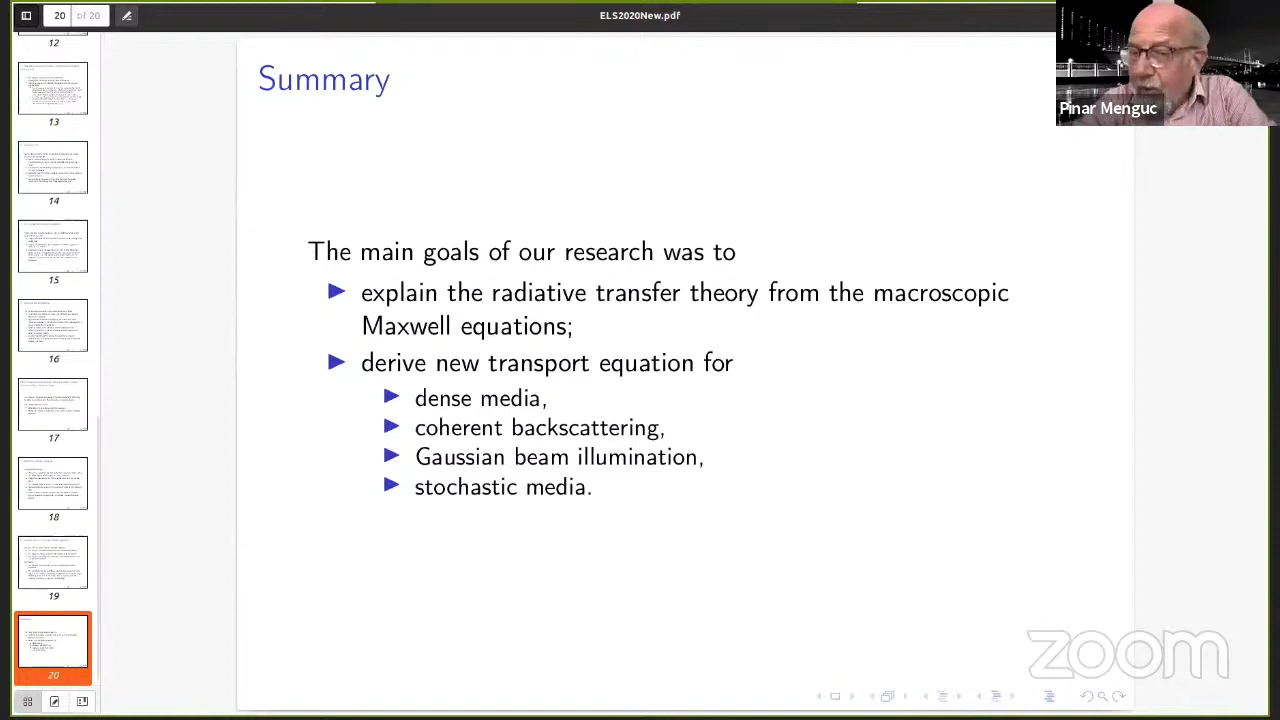 20 of 20
ELS2020New.pdf
Pinar Menguc
12
13
14
15
16
17
18
19
20
Summary
The main goals of our research was to
explain the radiative transfer theory from the macroscopic
Maxwell equations;
derive new transport equation for
dense media,
coherent backscattering,
Gaussian beam illumination,
stochastic media.
zoom